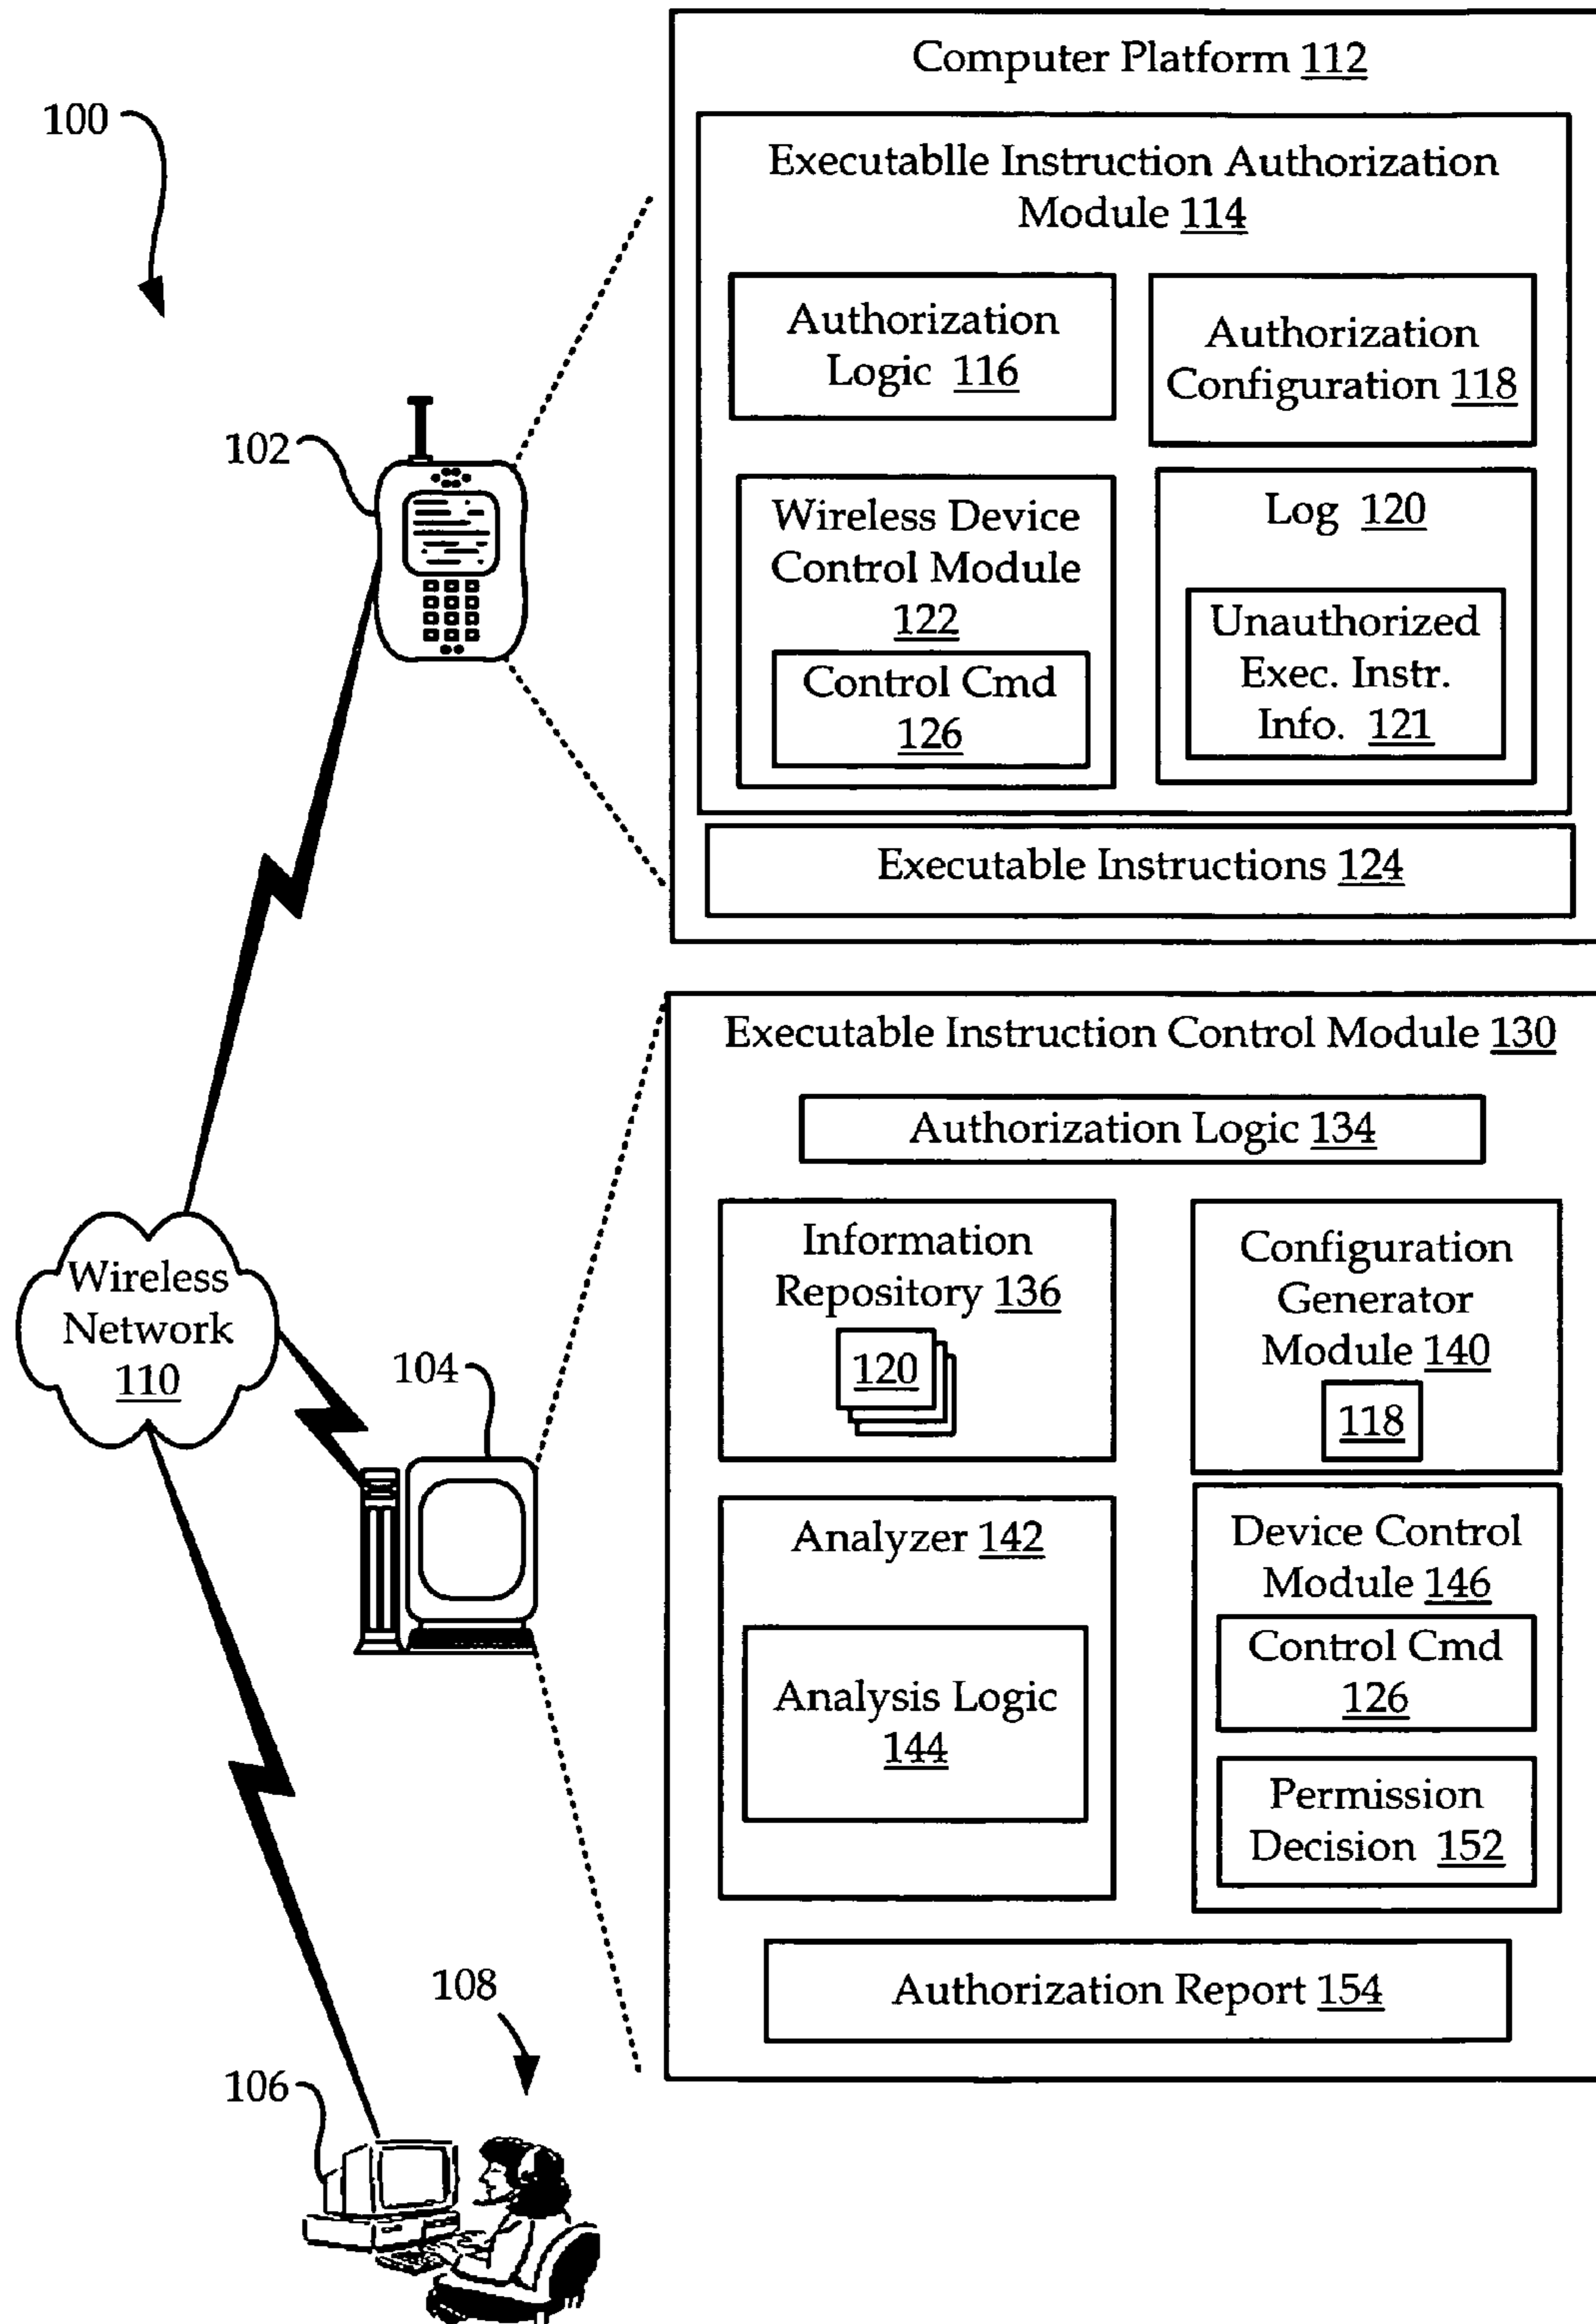 100
Computer Platform 112
Executablle Instruction Authorization
Module 114
Authorization
Logic 116
Authorization
Configuration 118
102
Wireless Device
Control Module
122
Control Cmd
126
Log 120
Unauthorized
Exec. Instr.
Info. 121
Executable Instructions 124
Executable Instruction Control Module 130
Authorization Logic 134
Information
Repository 136
120
Configuration
Generator
Module 140
118
Wireless
Network
110
104
Analyzer 142
Analysis Logic
144
Device Control
Module 146
Control Cmd
126
Permission
Decision 152
Authorization Report 154
108
106